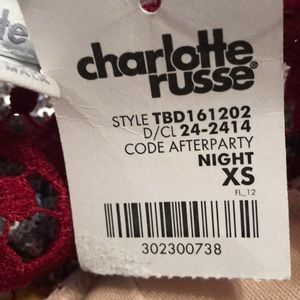 charlotte
russe®
STYLE TBD161202
D/CL 24-2414
CODE AFTERPARTY
NIGHT
XS
FL_12
302300738